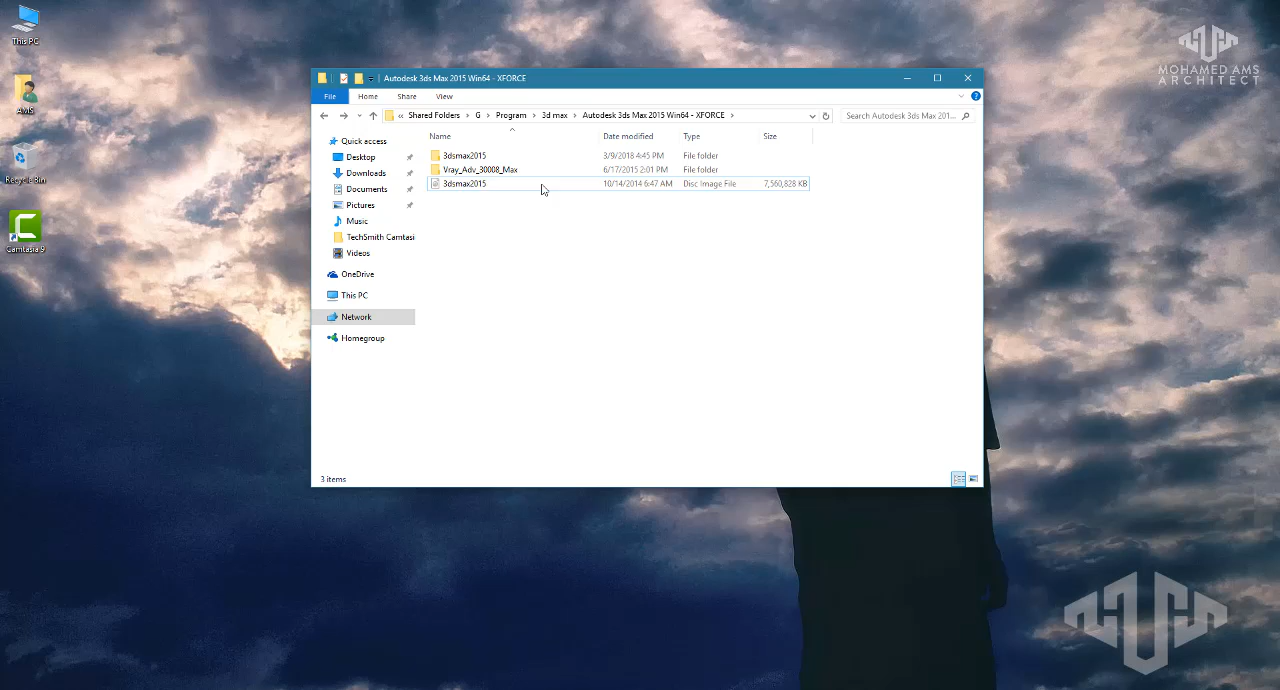 This PC
AMS
Recycle Bin
Camtasia 9
MOHAMED AMS
ARCHITECT
Autodesk 3ds Max 2015 Win64 - XFORCE
File Home Share View
« Shared Folders > G > Program > 3d max > Autodesk 3ds Max 2015 Win64 - XFORCE >
Search Autodesk 3ds Max 201...
Quick access
Desktop
Downloads
Documents
Pictures
Music
TechSmith Camtasi
Videos
OneDrive
This PC
Network
Homegroup
Name Date modified Type Size
3dsmax2015 3/9/2018 4:45 PM File folder
Vray_Adv_30008_Max 6/17/2015 2:01 PM File folder
3dsmax2015 10/14/2014 6:47 AM Disc Image File 7,560,828 KB
3 items